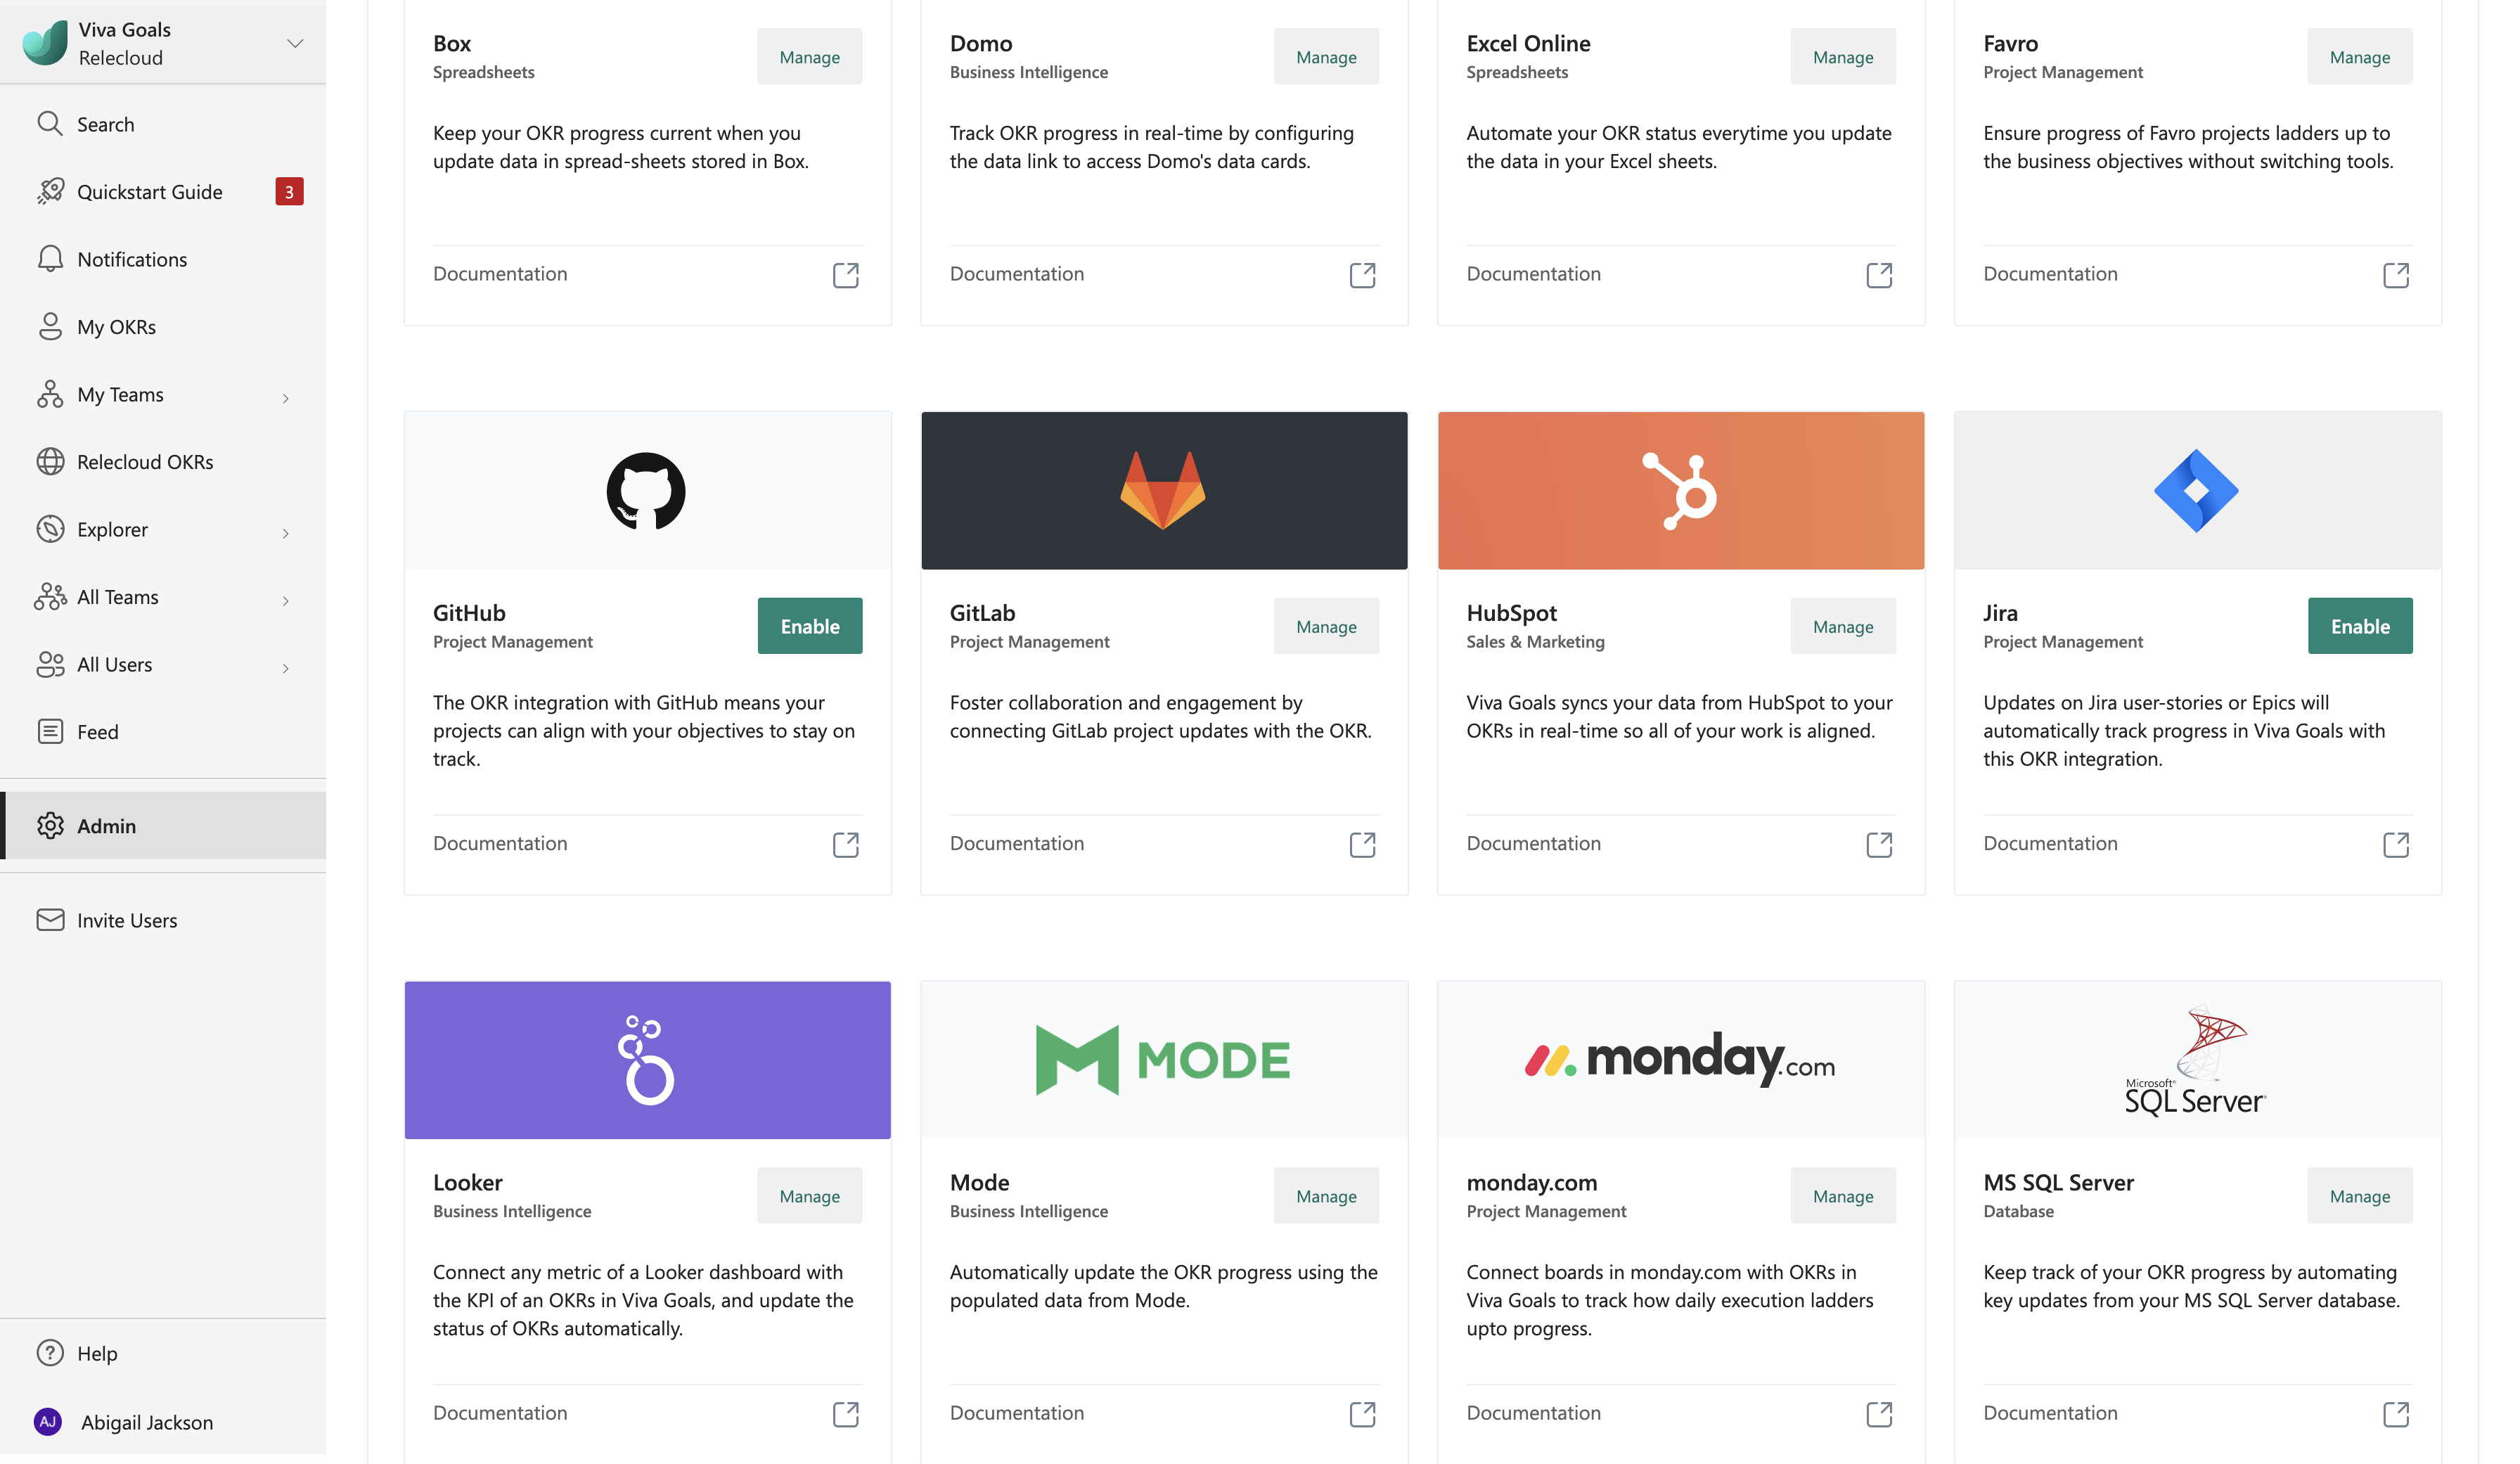 Viva Goals
Relecloud
Search
Quickstart Guide 3
Notifications
My OKRs
My Teams
Relecloud OKRs
Explorer
All Teams
All Users
Feed
Admin
Invite Users
Help
AJ Abigail Jackson
Box
Spreadsheets
Manage
Keep your OKR progress current when you
update data in spread-sheets stored in Box.
Documentation
Domo
Business Intelligence
Manage
Track OKR progress in real-time by configuring
the data link to access Domo's data cards.
Documentation
Excel Online
Spreadsheets
Manage
Automate your OKR status everytime you update
the data in your Excel sheets.
Documentation
Favro
Project Management
Manage
Ensure progress of Favro projects ladders up to
the business objectives without switching tools.
Documentation
GitHub
Project Management
Enable
The OKR integration with GitHub means your
projects can align with your objectives to stay on
track.
Documentation
GitLab
Project Management
Manage
Foster collaboration and engagement by
connecting GitLab project updates with the OKR.
Documentation
HubSpot
Sales & Marketing
Manage
Viva Goals syncs your data from HubSpot to your
OKRs in real-time so all of your work is aligned.
Documentation
Jira
Project Management
Enable
Updates on Jira user-stories or Epics will
automatically track progress in Viva Goals with
this OKR integration.
Documentation
Looker
Business Intelligence
Manage
Connect any metric of a Looker dashboard with
the KPI of an OKRs in Viva Goals, and update the
status of OKRs automatically.
Documentation
MODE
Mode
Business Intelligence
Manage
Automatically update the OKR progress using the
populated data from Mode.
Documentation
monday.com
monday.com
Project Management
Manage
Connect boards in monday.com with OKRs in
Viva Goals to track how daily execution ladders
upto progress.
Documentation
Microsoft®
SQL Server
MS SQL Server
Database
Manage
Keep track of your OKR progress by automating
key updates from your MS SQL Server database.
Documentation